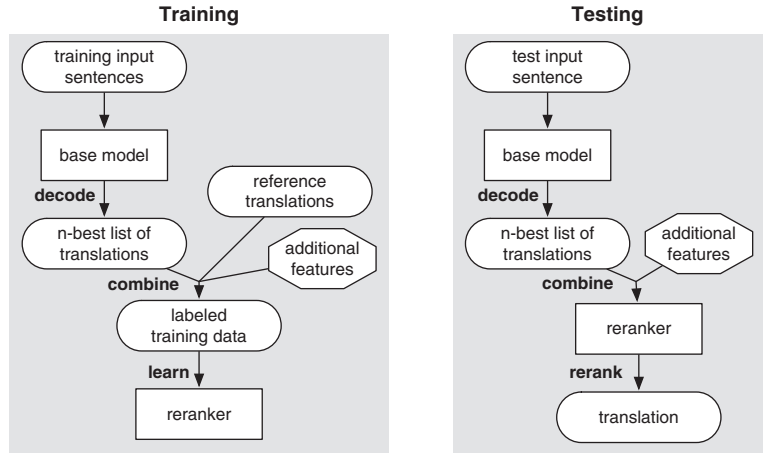 Training
training input
sentences
base model
decode
n-best list of
translations
reference
translations
additional
features
combine
labeled
training data
learn
reranker
Testing
test input
sentence
base model
decode
n-best list of
translations
additional
features
combine
reranker
rerank
translation